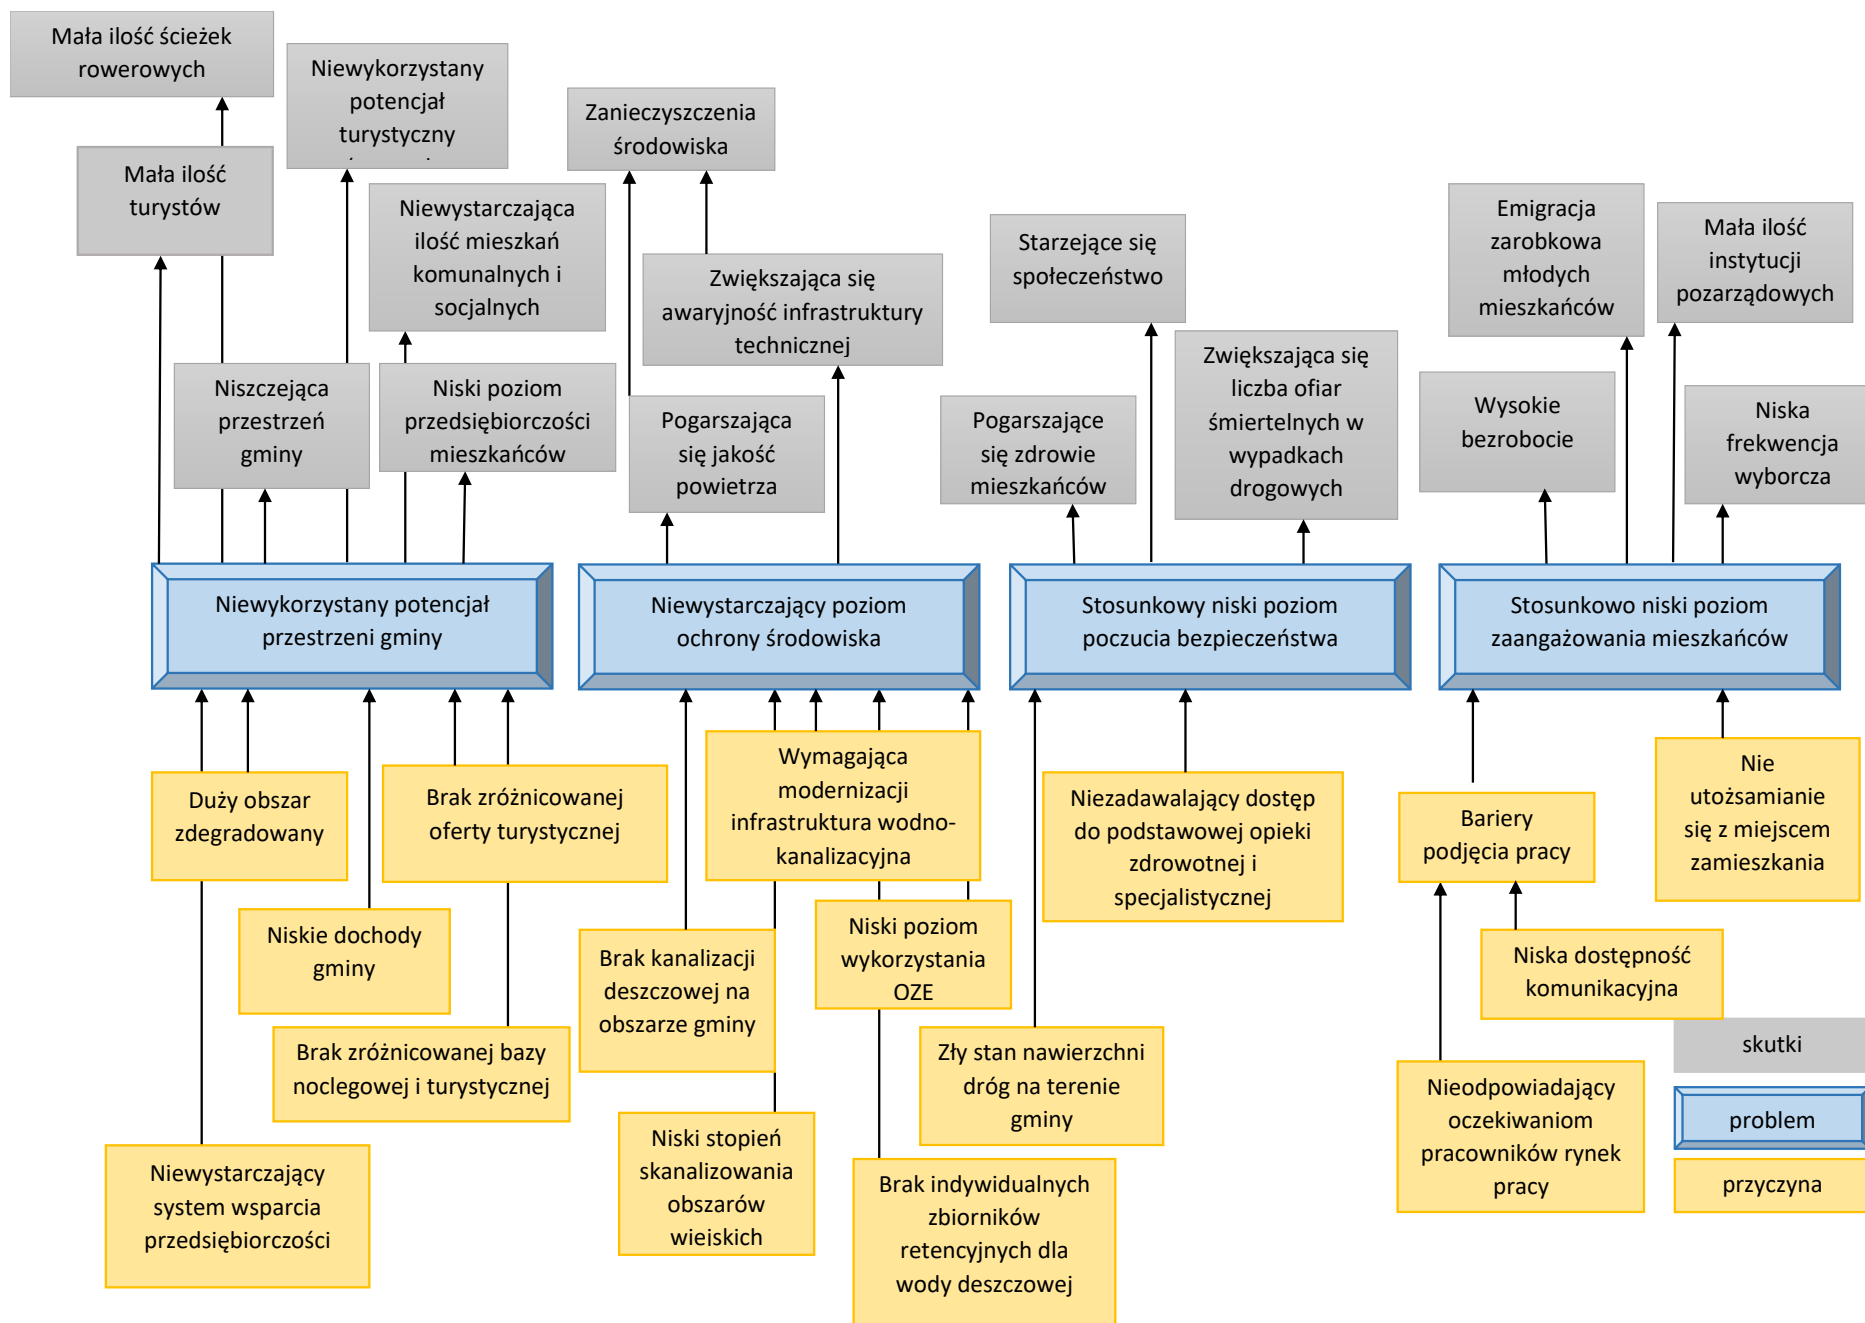 Mała ilość ścieżek
rowerowych
Niewykorzystany
potencjał
turystyczny
Zanieczyszczenia
środowiska
Mała ilość
turystów
Niewystarczająca
ilość mieszkań
komunalnych i
socjalnych
Emigracja
zarobkowa
młodych
mieszkańców
Mała ilość
instytucji
pozarządowych
Starzejące się
społeczeństwo
Zwiększająca się
awaryjność infrastruktury
technicznej
Zwiększająca się
liczba ofiar
śmiertelnych w
wypadkach
drogowych
Niszczejąca
przestrzeń
gminy
Niski poziom
przedsiębiorczości
mieszkańców
Pogarszająca
się jakość
powietrza
Pogarszające
się zdrowie
mieszkańców
Wysokie
bezrobocie
Niska
frekwencja
wyborcza
Niewykorzystany potencjał
przestrzeni gminy
Niewystarczający poziom
ochrony środowiska
Stosunkowy niski poziom
poczucia bezpieczeństwa
Stosunkowo niski poziom
zaangażowania mieszkańców
Duży obszar
zdegradowany
Brak zróżnicowanej
oferty turystycznej
Wymagająca
modernizacji
infrastruktura wodno-
kanalizacyjna
Niezadawalający dostęp
do podstawowej opieki
zdrowotnej i
specjalistycznej
Bariery
podjęcia pracy
Nie
utożsamianie
się z miejscem
zamieszkania
Niskie dochody
gminy
Brak kanalizacji
deszczowej na
obszarze gminy
Niski poziom
wykorzystania
OZE
Niska dostępność
komunikacyjna
Brak zróżnicowanej bazy
noclegowej i turystycznej
Zły stan nawierzchni
dróg na terenie
gminy
Nieodpowiadający
oczekiwaniom
pracowników rynek
pracy
Niewystarczający
system wsparcia
przedsiębiorczości
Niski stopień
skanalizowania
obszarów
wiejskich
Brak indywidualnych
zbiorników
retencyjnych dla
wody deszczowej
skutki
problem
przyczyna